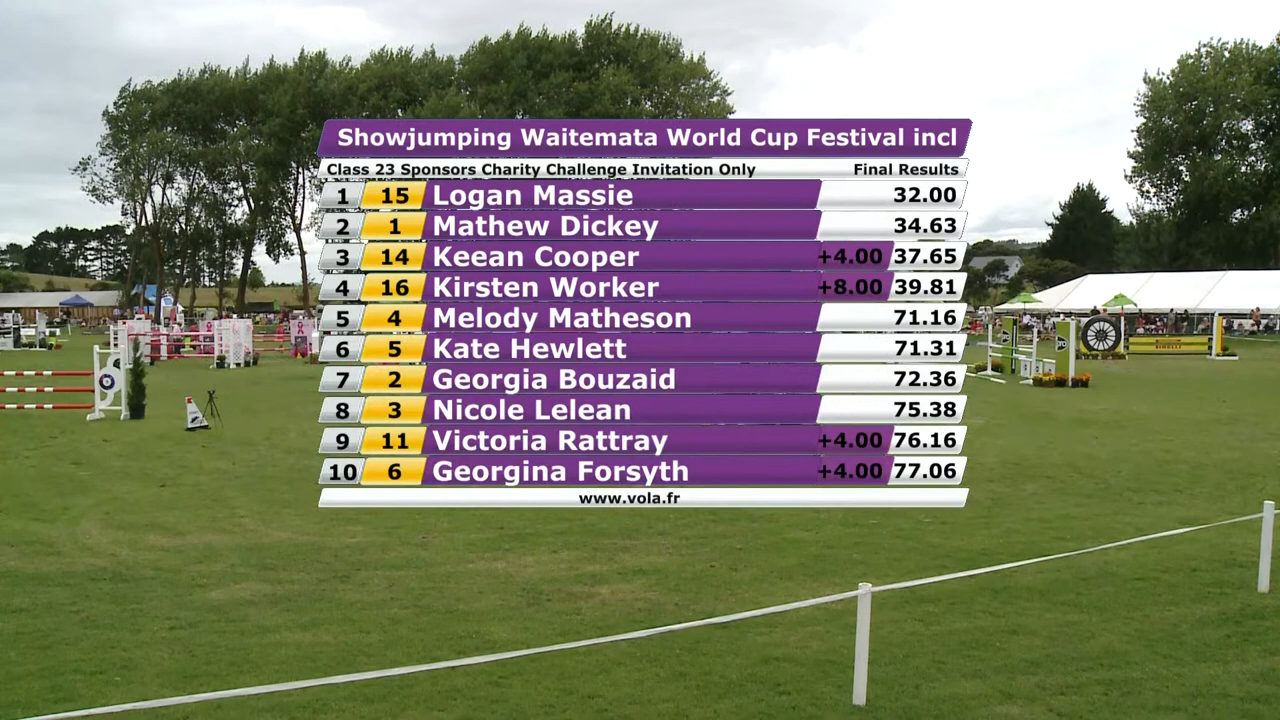 Showjumping Waitemata World Cup Festival incl
Class 23 Sponsors Charity Challenge Invitation Only Final Results
1 15 Logan Massie 32.00
2 1 Mathew Dickey 34.63
3 14 Keean Cooper +4.00 37.65
4 16 Kirsten Worker +8.00 39.81
5 4 Melody Matheson 71.16
6 5 Kate Hewlett 71.31
7 2 Georgia Bouzaid 72.36
8 3 Nicole Lelean 75.38
9 11 Victoria Rattray +4.00 76.16
10 6 Georgina Forsyth +4.00 77.06
www.vola.fr
PIRELLI